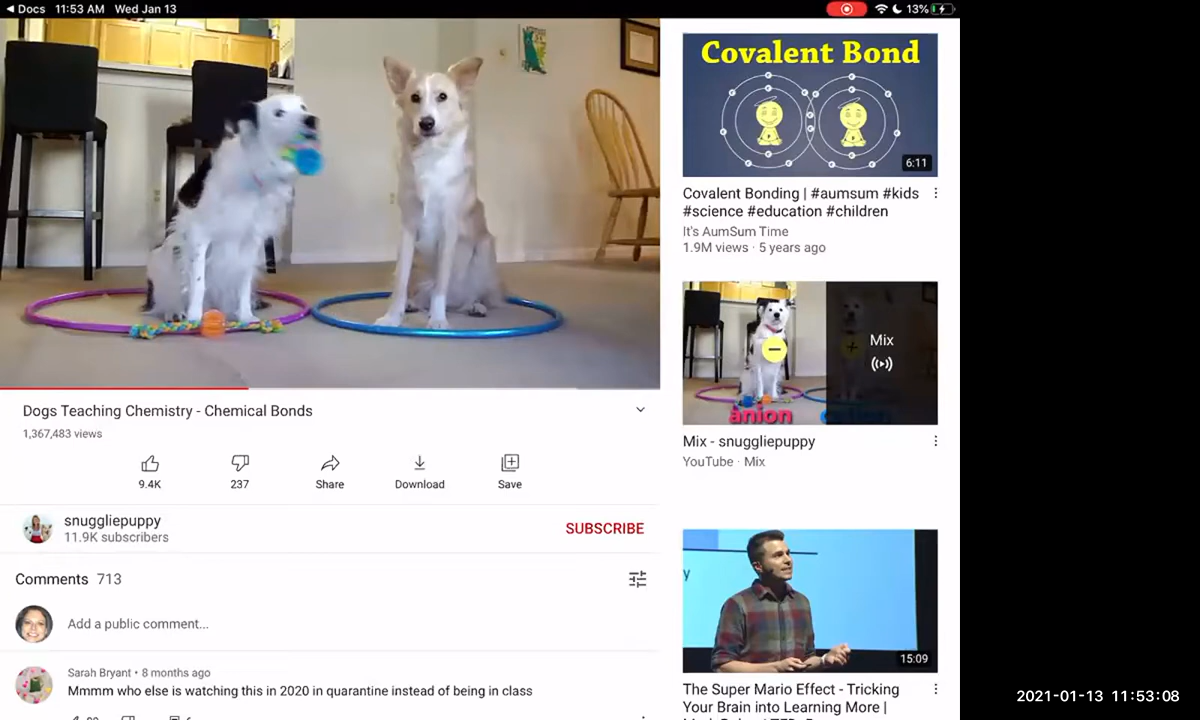 ◀ Docs 11:53 AM Wed Jan 13
13%
Dogs Teaching Chemistry - Chemical Bonds
1,367,483 views
9.4K
237
Share
Download
Save
snuggliepuppy
11.9K subscribers
SUBSCRIBE
Comments 713
Add a public comment...
Sarah Bryant • 8 months ago
Mmmm who else is watching this in 2020 in quarantine instead of being in class
Covalent Bond
6:11
Covalent Bonding | #aumsum #kids
#science #education #children
It's AumSum Time
1.9M views · 5 years ago
Mix
anion
Mix - snuggliepuppy
YouTube · Mix
15:09
The Super Mario Effect - Tricking
Your Brain into Learning More |
2021-01-13 11:53:08